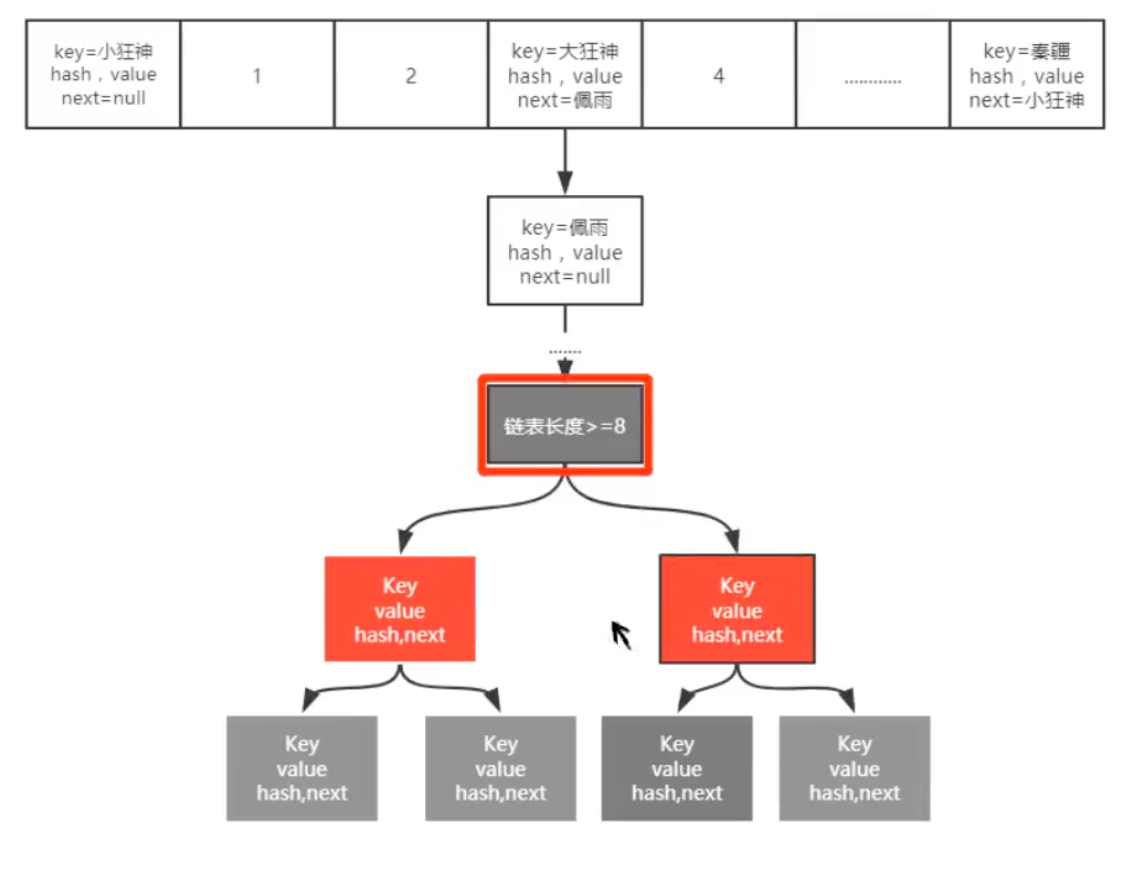 key=小狂神
hash，value
next=null
1
2
key=大狂神
hash，value
next=佩雨
4
............
key=秦疆
hash，value
next=小狂神
key=佩雨
hash，value
next=null
.......
链表长度>=8
Key
value
hash,next
Key
value
hash,next
Key
value
hash,next
Key
value
hash,next
Key
value
hash,next
Key
value
hash,next